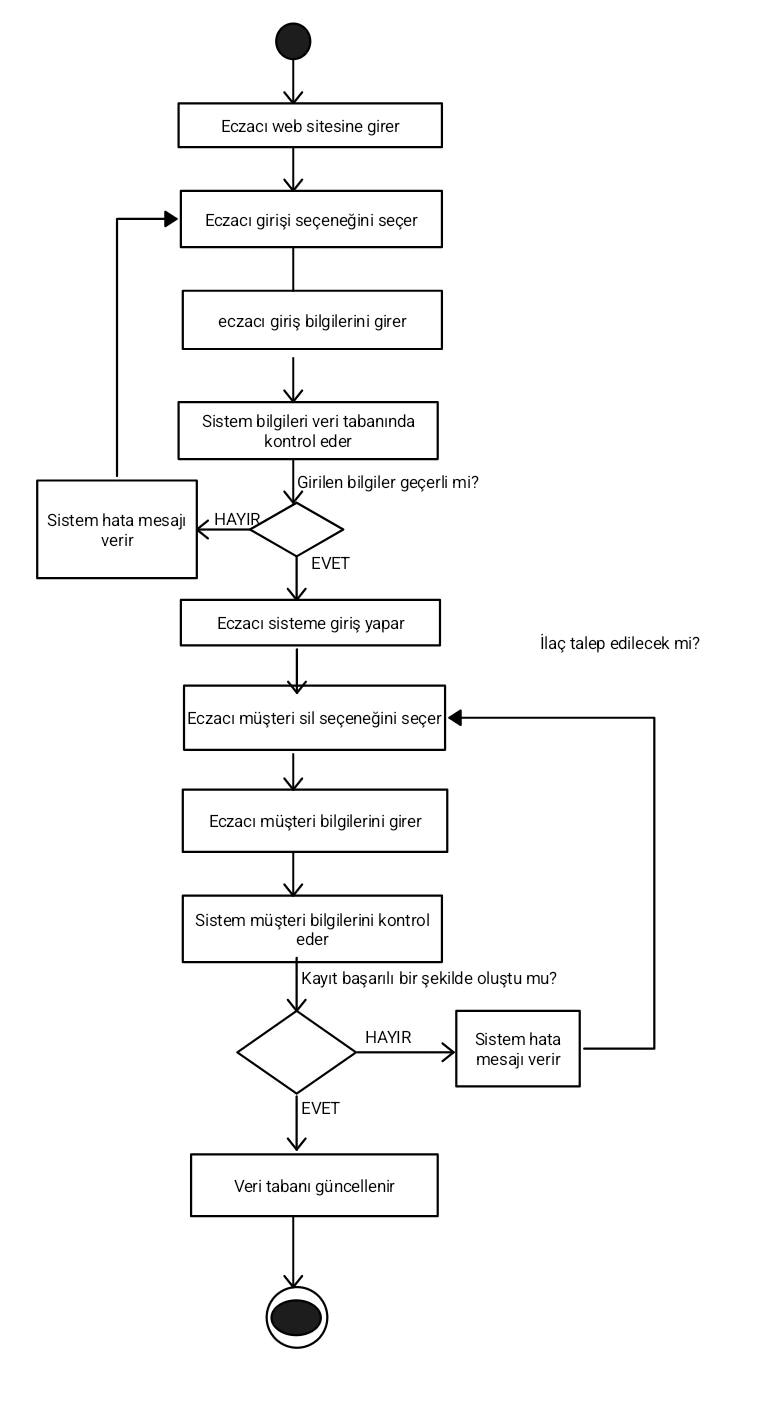 Eczacı web sitesine girer
Eczacı girişi seçeneğini seçer
eczacı giriş bilgilerini girer
Sistem bilgileri veri tabanında
kontrol eder
Girilen bilgiler geçerli mi?
HAYIR
Sistem hata mesajı
verir
EVET
Eczacı sisteme giriş yapar
İlaç talep edilecek mi?
Eczacı müşteri sil seçeneğini seçer
Eczacı müşteri bilgilerini girer
Sistem müşteri bilgilerini kontrol
eder
Kayıt başarılı bir şekilde oluştu mu?
HAYIR
Sistem hata
mesajı verir
EVET
Veri tabanı güncellenir